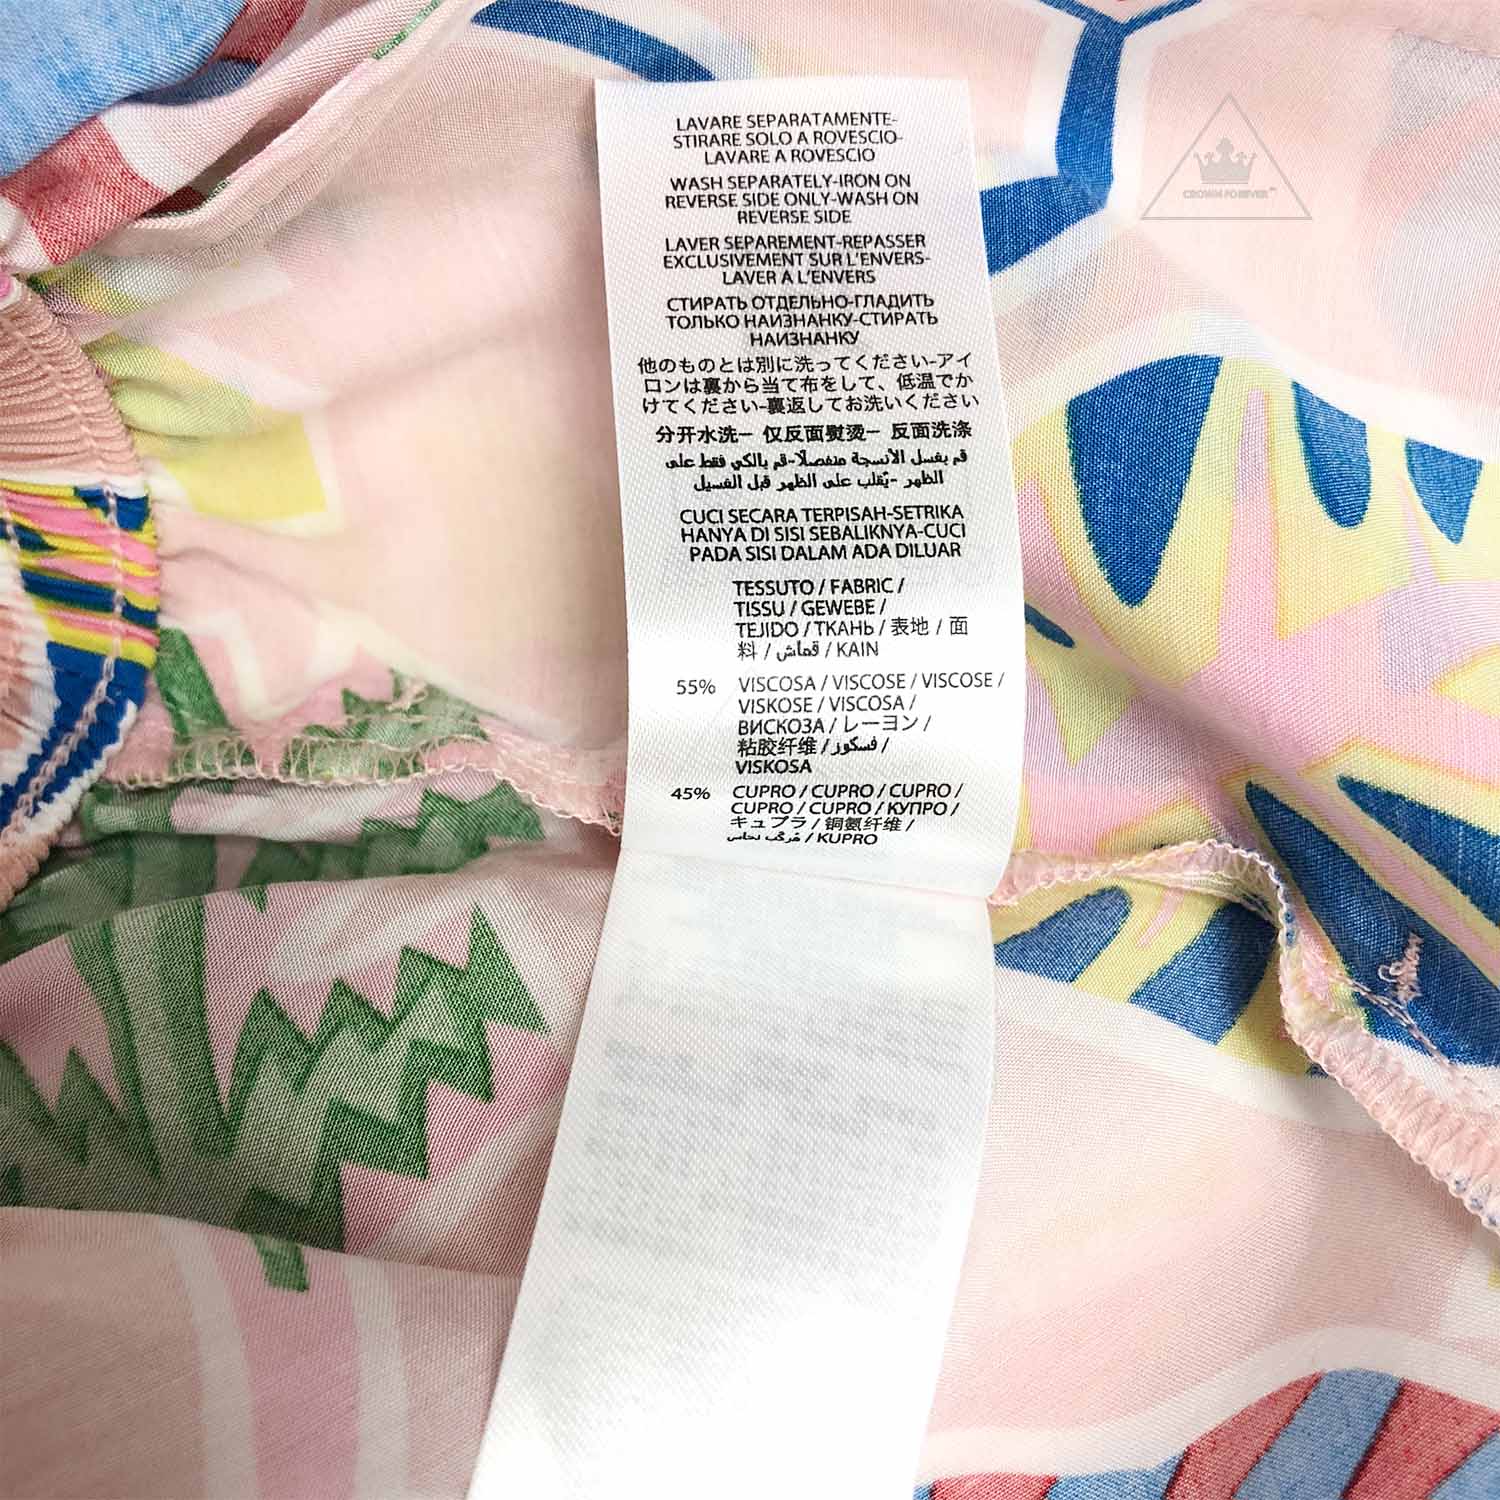 LAVARE SEPARATAMENTE-
STIRARE SOLO A ROVESCIO-
LAVARE A ROVESCIO
WASH SEPARATELY-IRON ON
REVERSE SIDE ONLY-WASH ON
REVERSE SIDE
LAVER SEPAREMENT-REPASSER
EXCLUSIVEMENT SUR L'ENVERS-
LAVER A L'ENVERS
СТИРАТЬ ОТДЕЛЬНО-ГЛАДИТЬ
ТОЛЬКО НАИЗНАНКУ-СТИРАТЬ
НАИЗНАНКУ
他のものとは別に洗ってください-アイ
ロンは裏から当て布をして、低温でか
けてください-裏返してお洗いください
分开水洗– 仅反面熨烫– 反面洗涤
قم بغسل الأنسجة منفصلًا-قم بالكي فقط على
الظهر -يُقلب على الظهر قبل الغسيل
CUCI SECARA TERPISAH-SETRIKA
HANYA DI SISI SEBALIKNYA-CUCI
PADA SISI DALAM ADA DILUAR
TESSUTO / FABRIC /
TISSU / GEWEBE /
TEJIDO / ТКАНЬ / 表地 / 面
料 / قماش / KAIN
55% VISCOSA / VISCOSE / VISCOSE /
VISKOSE / VISCOSA /
ВИСКОЗА / レーヨン /
粘胶纤维 / فسكوز /
VISKOSA
45% CUPRO / CUPRO / CUPRO /
CUPRO / CUPRO / КУПРО /
キュプラ / 铜氨纤维 /
مُركّب نحاسي / KUPRO
CROWN FOREVER™